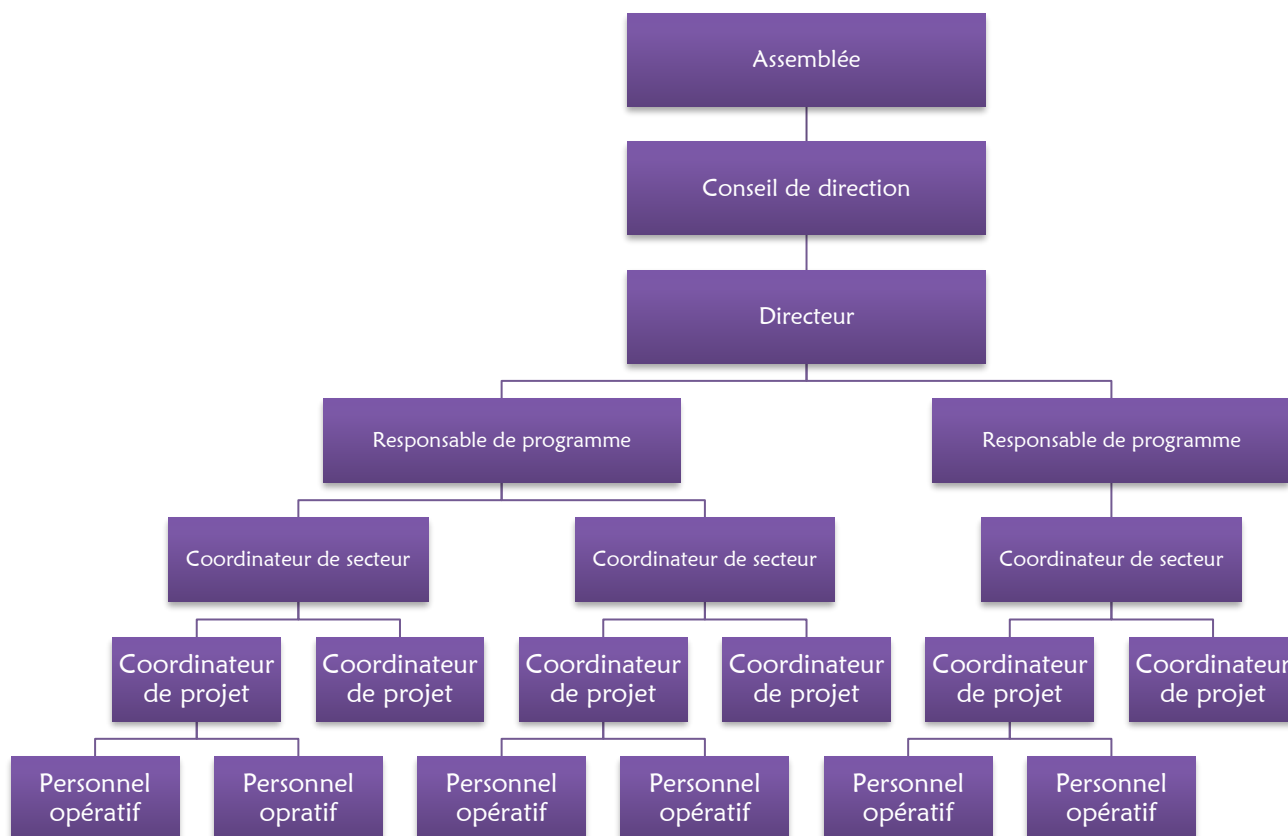 Assemblée
Conseil de direction
Directeur
Responsable de programme
Responsable de programme
Coordinateur de secteur
Coordinateur de secteur
Coordinateur de secteur
Coordinateur
de projet
Coordinateur
de projet
Coordinateur
de projet
Coordinateur
de projet
Coordinateur
de projet
Coordinateur
de projet
Personnel
opératif
Personnel
opratif
Personnel
opératif
Personnel
opératif
Personnel
opératif
Personnel
opératif